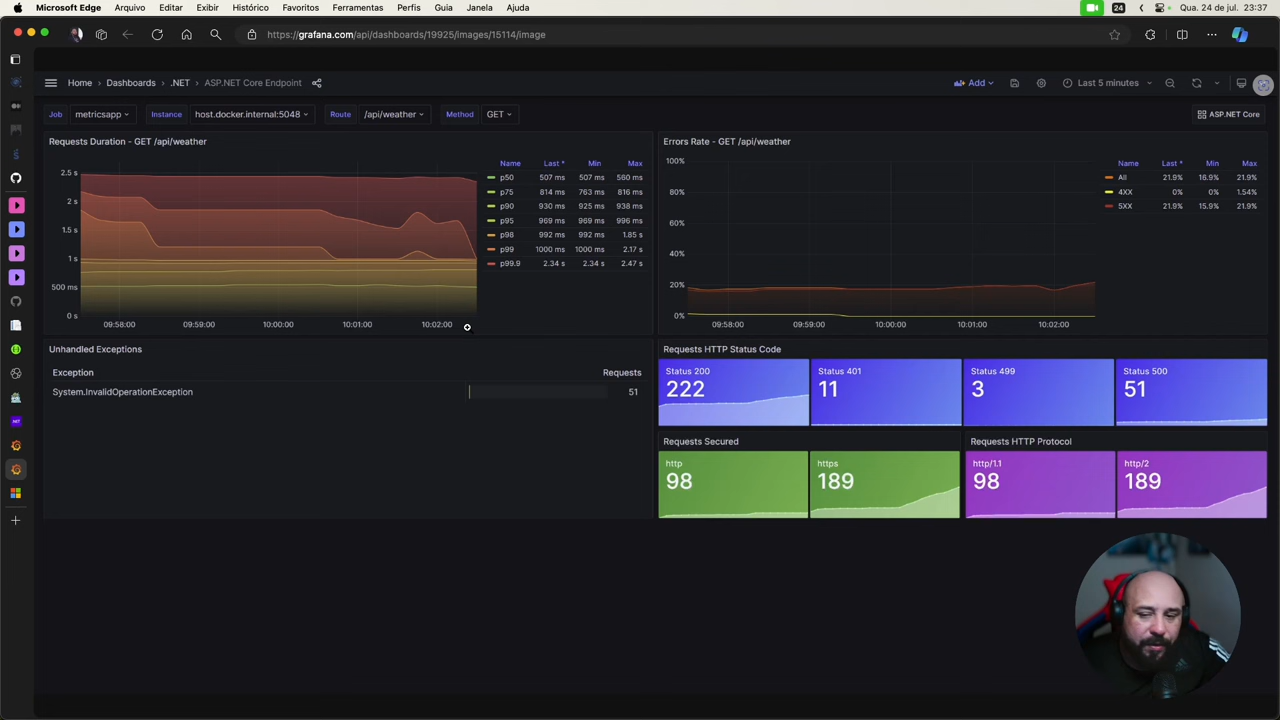 Microsoft Edge Arquivo Editar Exibir Histórico Favoritos Ferramentas Perfis Guia Janela Ajuda 24 Qua. 24 de jul. 23:37
https://grafana.com/api/dashboards/19925/images/15114/image
Home › Dashboards › .NET › ASP.NET Core Endpoint Add Last 5 minutes
Job metricsapp Instance host.docker.internal:5048 Route /api/weather Method GET ASP.NET Core
Requests Duration - GET /api/weather
2.5 s
2 s
1.5 s
1 s
500 ms
0 s
09:58:00 09:59:00 10:00:00 10:01:00 10:02:00
Name Last * Min Max
p50 507 ms 507 ms 560 ms
p75 814 ms 763 ms 816 ms
p90 930 ms 925 ms 938 ms
p95 969 ms 969 ms 996 ms
p98 992 ms 992 ms 1.85 s
p99 1000 ms 1000 ms 2.17 s
p99.9 2.34 s 2.34 s 2.47 s
Errors Rate - GET /api/weather
100%
80%
60%
40%
20%
0%
09:58:00 09:59:00 10:00:00 10:01:00 10:02:00
Name Last * Min Max
All 21.9% 16.9% 21.9%
4XX 0% 0% 1.54%
5XX 21.9% 15.9% 21.9%
Unhandled Exceptions
Exception Requests
System.InvalidOperationException 51
Requests HTTP Status Code
Status 200 Status 401 Status 499 Status 500
222 11 3 51
Requests Secured
http https
98 189
Requests HTTP Protocol
http/1.1 http/2
98 189